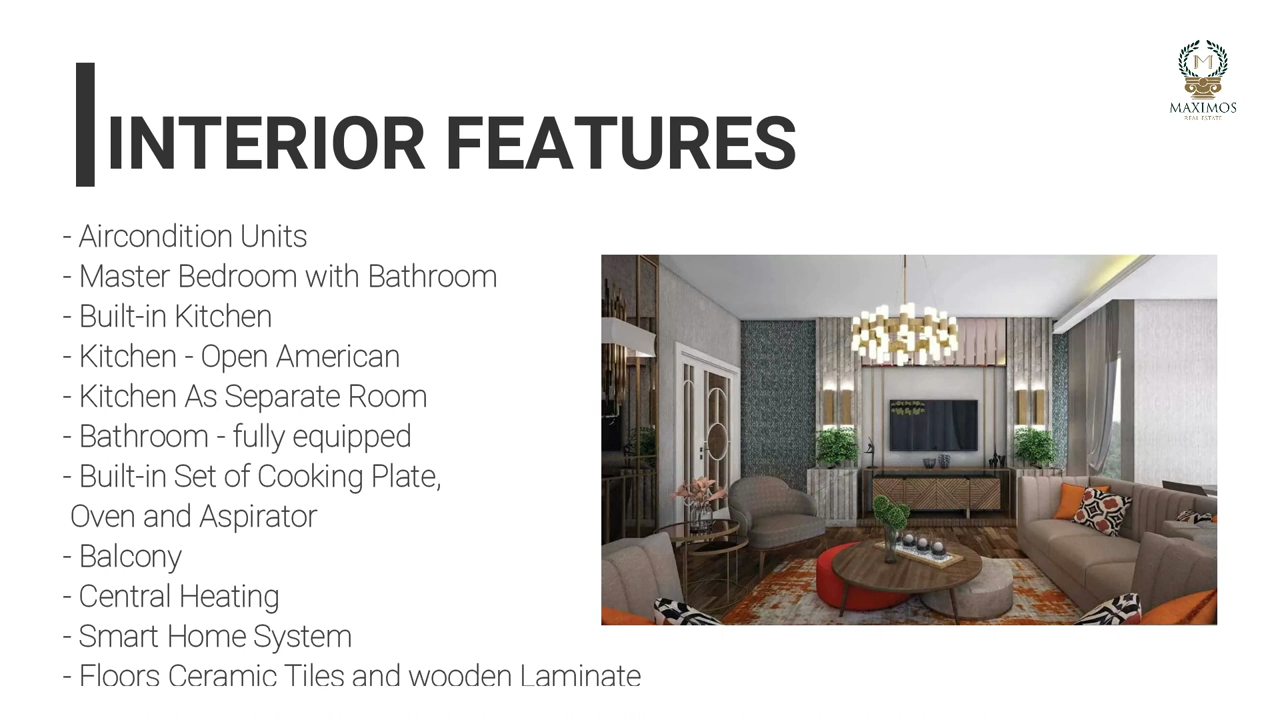 MAXIMOS
REAL ESTATE
INTERIOR FEATURES
- Aircondition Units
- Master Bedroom with Bathroom
- Built-in Kitchen
- Kitchen - Open American
- Kitchen As Separate Room
- Bathroom - fully equipped
- Built-in Set of Cooking Plate,
Oven and Aspirator
- Balcony
- Central Heating
- Smart Home System
- Floors Ceramic Tiles and wooden Laminate